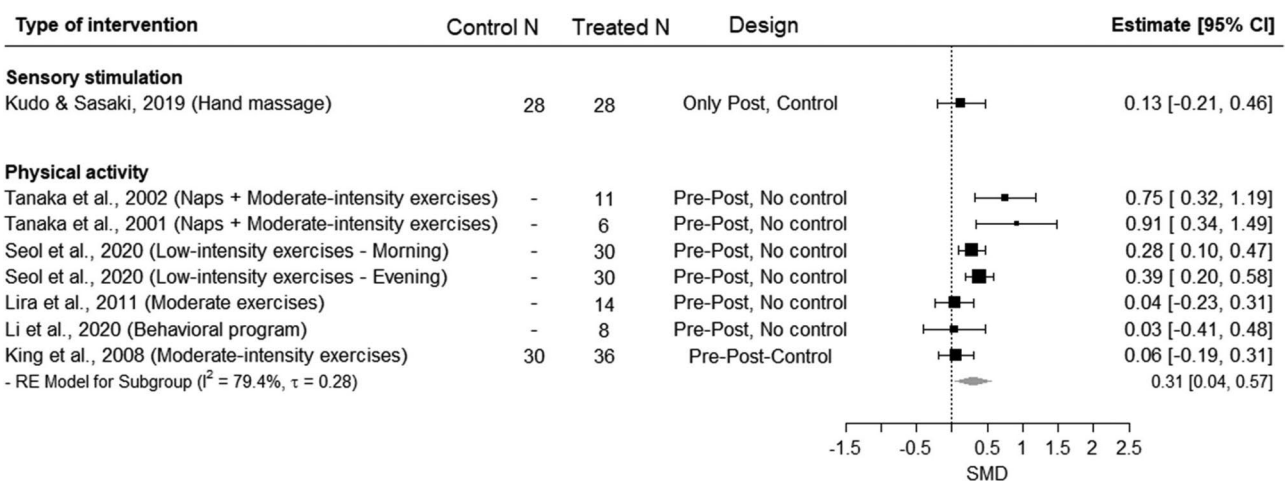 Type of intervention Control N Treated N Design Estimate [95% CI]
Sensory stimulation
Kudo & Sasaki, 2019 (Hand massage) 28 28 Only Post, Control 0.13 [-0.21, 0.46]
Physical activity
Tanaka et al., 2002 (Naps + Moderate-intensity exercises) - 11 Pre-Post, No control 0.75 [ 0.32, 1.19]
Tanaka et al., 2001 (Naps + Moderate-intensity exercises) - 6 Pre-Post, No control 0.91 [ 0.34, 1.49]
Seol et al., 2020 (Low-intensity exercises - Morning) - 30 Pre-Post, No control 0.28 [ 0.10, 0.47]
Seol et al., 2020 (Low-intensity exercises - Evening) - 30 Pre-Post, No control 0.39 [ 0.20, 0.58]
Lira et al., 2011 (Moderate exercises) - 14 Pre-Post, No control 0.04 [-0.23, 0.31]
Li et al., 2020 (Behavioral program) - 8 Pre-Post, No control 0.03 [-0.41, 0.48]
King et al., 2008 (Moderate-intensity exercises) 30 36 Pre-Post-Control 0.06 [-0.19, 0.31]
- RE Model for Subgroup (I² = 79.4%, τ = 0.28) 0.31 [0.04, 0.57]
-1.5 -0.5 0.5 1 1.5 2 2.5
SMD